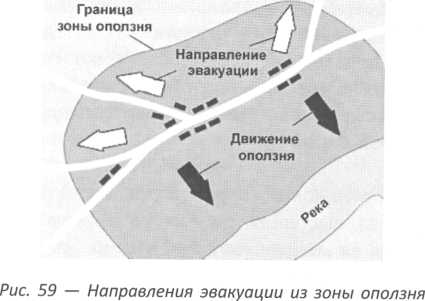 Граница
зоны оползня
Направление
эвакуации
Движение
оползня
Река
Рис. 59 — Направления эвакуации из зоны оползня